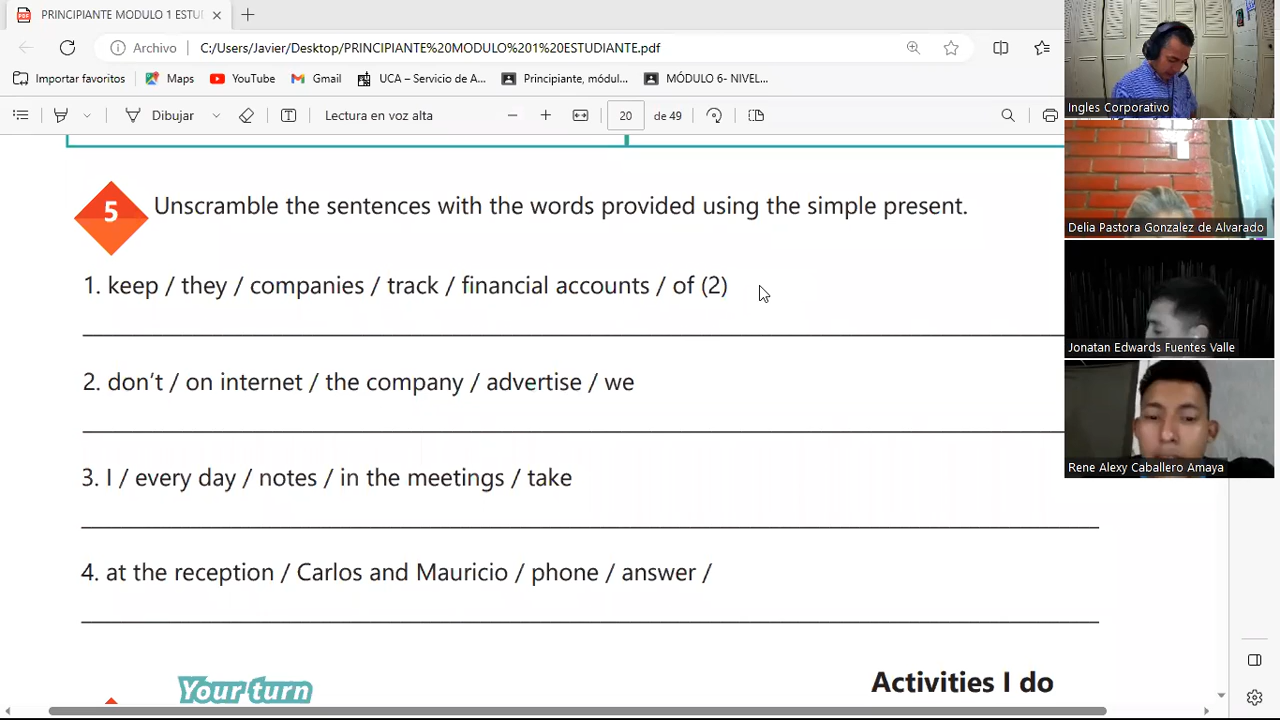 PRINCIPIANTE MODULO 1 ESTU
Archivo C:/Users/Javier/Desktop/PRINCIPIANTE%20MODULO%201%20ESTUDIANTE.pdf
Importar favoritos Maps YouTube Gmail UCA – Servicio de A... Principiante, módul... MÓDULO 6- NIVEL...
Dibujar Lectura en voz alta 20 de 49
5 Unscramble the sentences with the words provided using the simple present.
1. keep / they / companies / track / financial accounts / of (2)
2. don't / on internet / the company / advertise / we
3. I / every day / notes / in the meetings / take
4. at the reception / Carlos and Mauricio / phone / answer /
Your turn
Activities I do
Ingles Corporativo
Delia Pastora Gonzalez de Alvarado
Jonatan Edwards Fuentes Valle
Rene Alexy Caballero Amaya